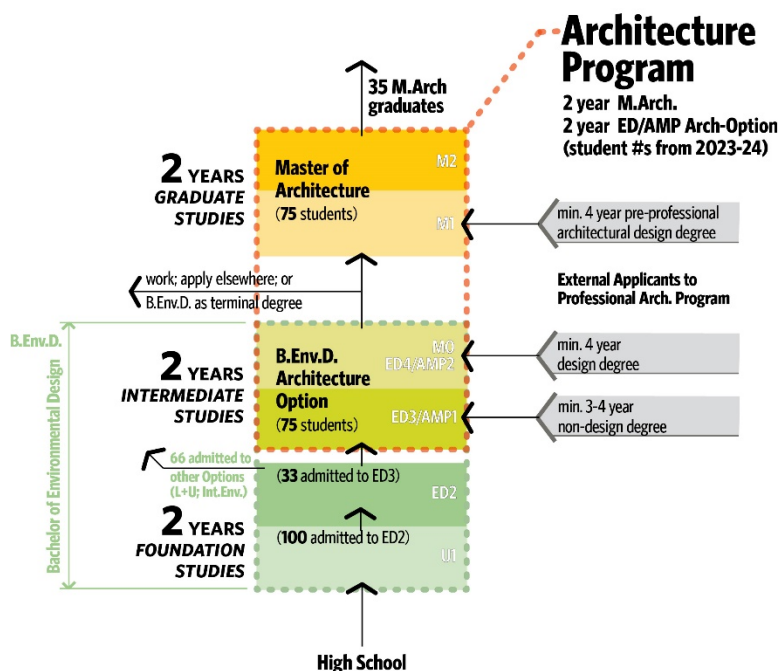 Architecture
Program
2 year M.Arch.
2 year ED/AMP Arch-Option
(student #s from 2023-24)
35 M.Arch
graduates
2 YEARS
GRADUATE
STUDIES
Master of
Architecture
(75 students)
M2
M1
min. 4 year pre-professional
architectural design degree
work; apply elsewhere; or
B.Env.D. as terminal degree
External Applicants to
Professional Arch. Program
B.Env.D.
Bachelor of Environmental Design
2 YEARS
INTERMEDIATE
STUDIES
B.Env.D.
Architecture
Option
(75 students)
M0
ED4/AMP2
ED3/AMP1
min. 4 year
design degree
min. 3-4 year
non-design degree
66 admitted to
other Options
(L+U; Int.Env.)
(33 admitted to ED3)
ED2
2 YEARS
FOUNDATION
STUDIES
(100 admitted to ED2)
U1
High School